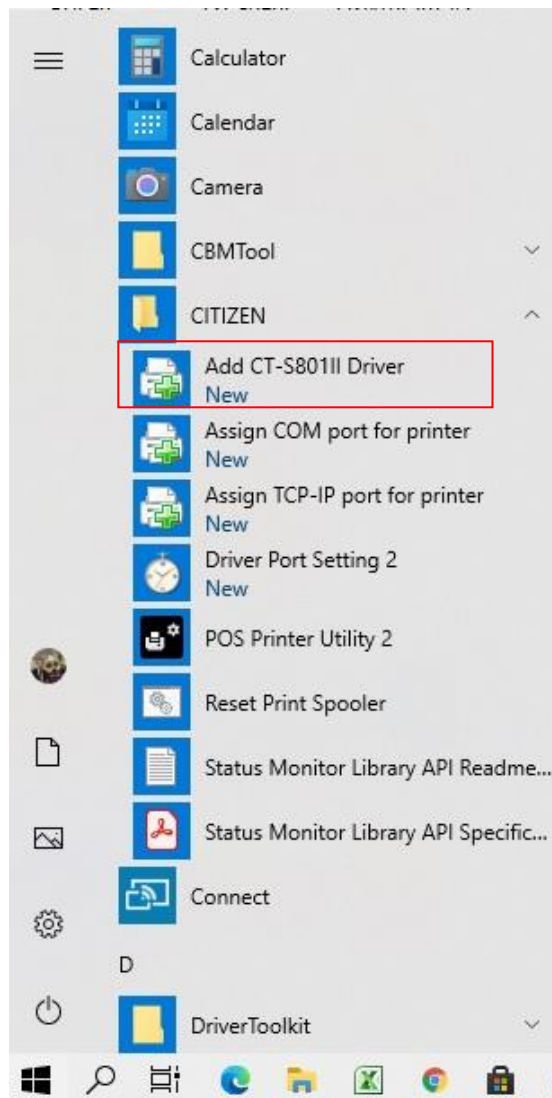 Calculator
Calendar
Camera
CBMTool
CITIZEN
Add CT-S801II Driver
New
Assign COM port for printer
New
Assign TCP-IP port for printer
New
Driver Port Setting 2
New
POS Printer Utility 2
Reset Print Spooler
Status Monitor Library API Readme...
Status Monitor Library API Specific...
Connect
D
DriverToolkit